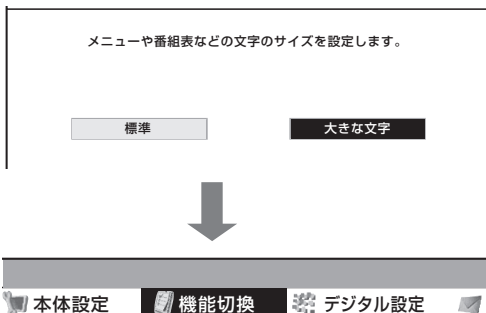 メニューや番組表などの文字のサイズを設定します。
標準 大きな文字
本体設定 機能切換 デジタル設定